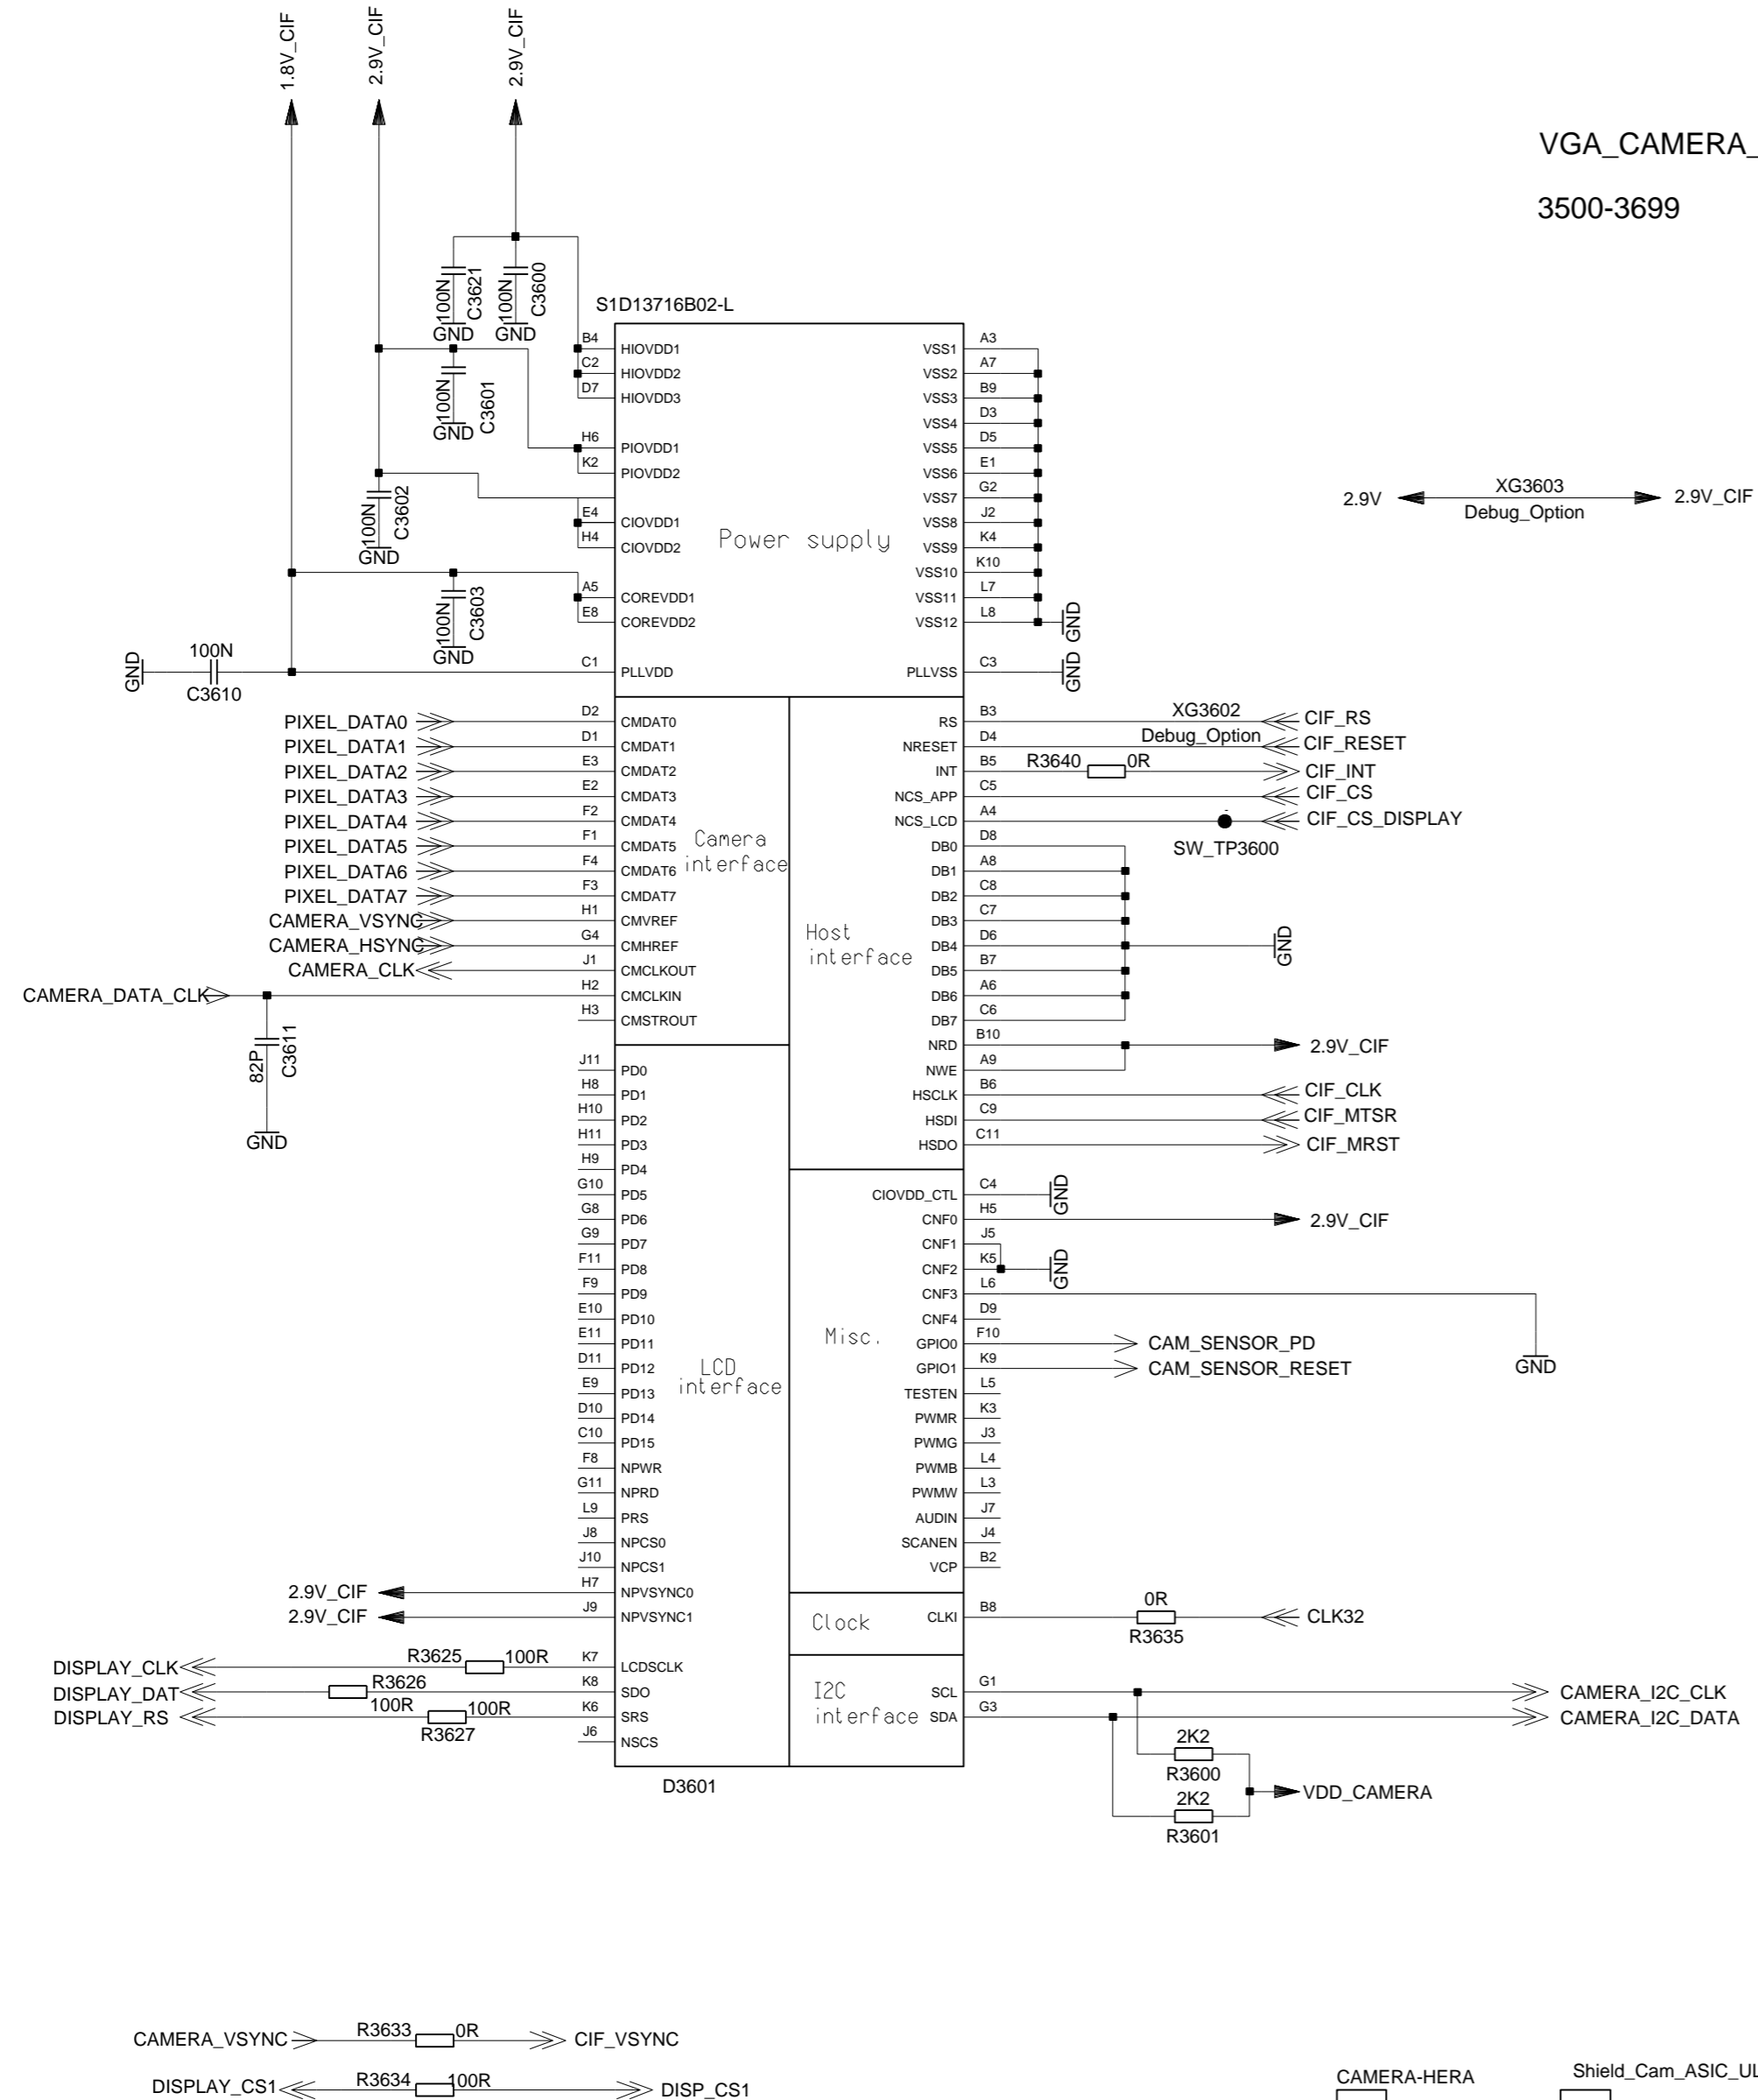 1.8V_CIF
2.9V_CIF
2.9V_CIF
VGA_CAMERA_
3500-3699
100N
C3621
GND
100N
C3600
GND
100N
C3601
GND
100N
C3602
GND
100N
C3603
GND
GND
100N
C3610
S1D13716B02-L
B4 HIOVDD1
C2 HIOVDD2
D7 HIOVDD3
H6 PIOVDD1
K2 PIOVDD2
E4 CIOVDD1
H4 CIOVDD2
A5 COREVDD1
E8 COREVDD2
C1 PLLVDD
Power supply
VSS1 A3
VSS2 A7
VSS3 B9
VSS4 D3
VSS5 D5
VSS6 E1
VSS7 G2
VSS8 J2
VSS9 K4
VSS10 K10
VSS11 L7
VSS12 L8
GND
PLLVSS C3
GND
2.9V
XG3603
Debug_Option
2.9V_CIF
PIXEL_DATA0 D2 CMDAT0
PIXEL_DATA1 D1 CMDAT1
PIXEL_DATA2 E3 CMDAT2
PIXEL_DATA3 E2 CMDAT3
PIXEL_DATA4 F2 CMDAT4
PIXEL_DATA5 F1 CMDAT5
PIXEL_DATA6 F4 CMDAT6
PIXEL_DATA7 F3 CMDAT7
CAMERA_VSYNC H1 CMVREF
CAMERA_HSYNC G4 CMHREF
CAMERA_CLK J1 CMCLKOUT
CAMERA_DATA_CLK H2 CMCLKIN
H3 CMSTROUT
82P
C3611
GND
Camera
interface
Host
interface
RS B3 XG3602 CIF_RS
Debug_Option
NRESET D4 CIF_RESET
INT B5 R3640 0R CIF_INT
NCS_APP C5 CIF_CS
NCS_LCD A4 CIF_CS_DISPLAY
SW_TP3600
DB0 D8
DB1 A8
DB2 C8
DB3 C7
DB4 D6
DB5 B7
DB6 A6
DB7 C6
GND
NRD B10 2.9V_CIF
NWE A9
HSCLK B6 CIF_CLK
HSDI C9 CIF_MTSR
HSDO C11 CIF_MRST
J11 PD0
H8 PD1
H10 PD2
H11 PD3
H9 PD4
G10 PD5
G8 PD6
G9 PD7
F11 PD8
F9 PD9
E10 PD10
E11 PD11
D11 PD12
E9 PD13
D10 PD14
C10 PD15
F8 NPWR
G11 NPRD
L9 PRS
J8 NPCS0
J10 NPCS1
2.9V_CIF H7 NPVSYNC0
2.9V_CIF J9 NPVSYNC1
DISPLAY_CLK R3625 100R K7 LCDSCLK
DISPLAY_DAT R3626 100R K8 SDO
DISPLAY_RS R3627 100R K6 SRS
J6 NSCS
LCD
interface
Misc.
CIOVDD_CTL C4 GND
CNF0 H5 2.9V_CIF
CNF1 J5
CNF2 K5 GND
CNF3 L6 GND
CNF4 D9
GPIO0 F10 CAM_SENSOR_PD
GPIO1 K9 CAM_SENSOR_RESET
TESTEN L5
PWMR K3
PWMG J3
PWMB L4
PWMW L3
AUDIN J7
SCANEN J4
VCP B2
Clock
CLKI B8 0R R3635 CLK32
I2C
interface
SCL G1 CAMERA_I2C_CLK
SDA G3 CAMERA_I2C_DATA
2K2
R3600
2K2
R3601
VDD_CAMERA
D3601
CAMERA_VSYNC R3633 0R CIF_VSYNC
DISPLAY_CS1 R3634 100R DISP_CS1
CAMERA-HERA
Shield_Cam_ASIC_UL